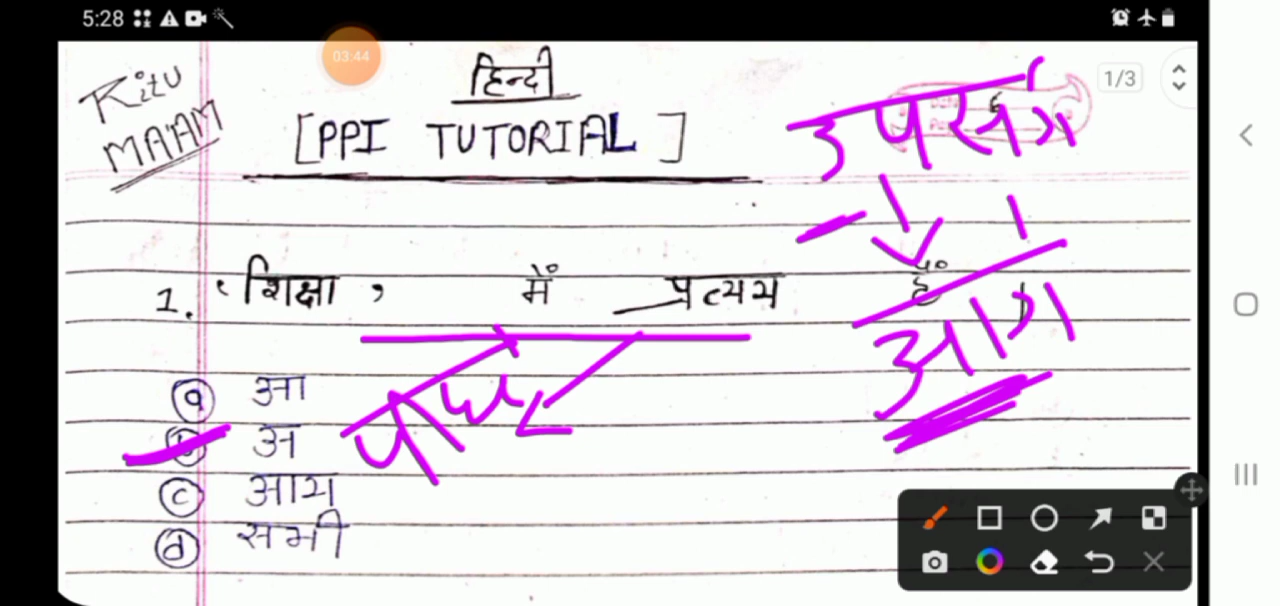 5:28
03:44
1/3
Ritu
MA'AM
हिन्दी
[PPI TUTORIAL]
उपसर्ग
1. 'शिक्षा' में प्रत्यय हैं।
आग
पीछे
(a) आ
(b) अ
(c) आय
(d) सभी